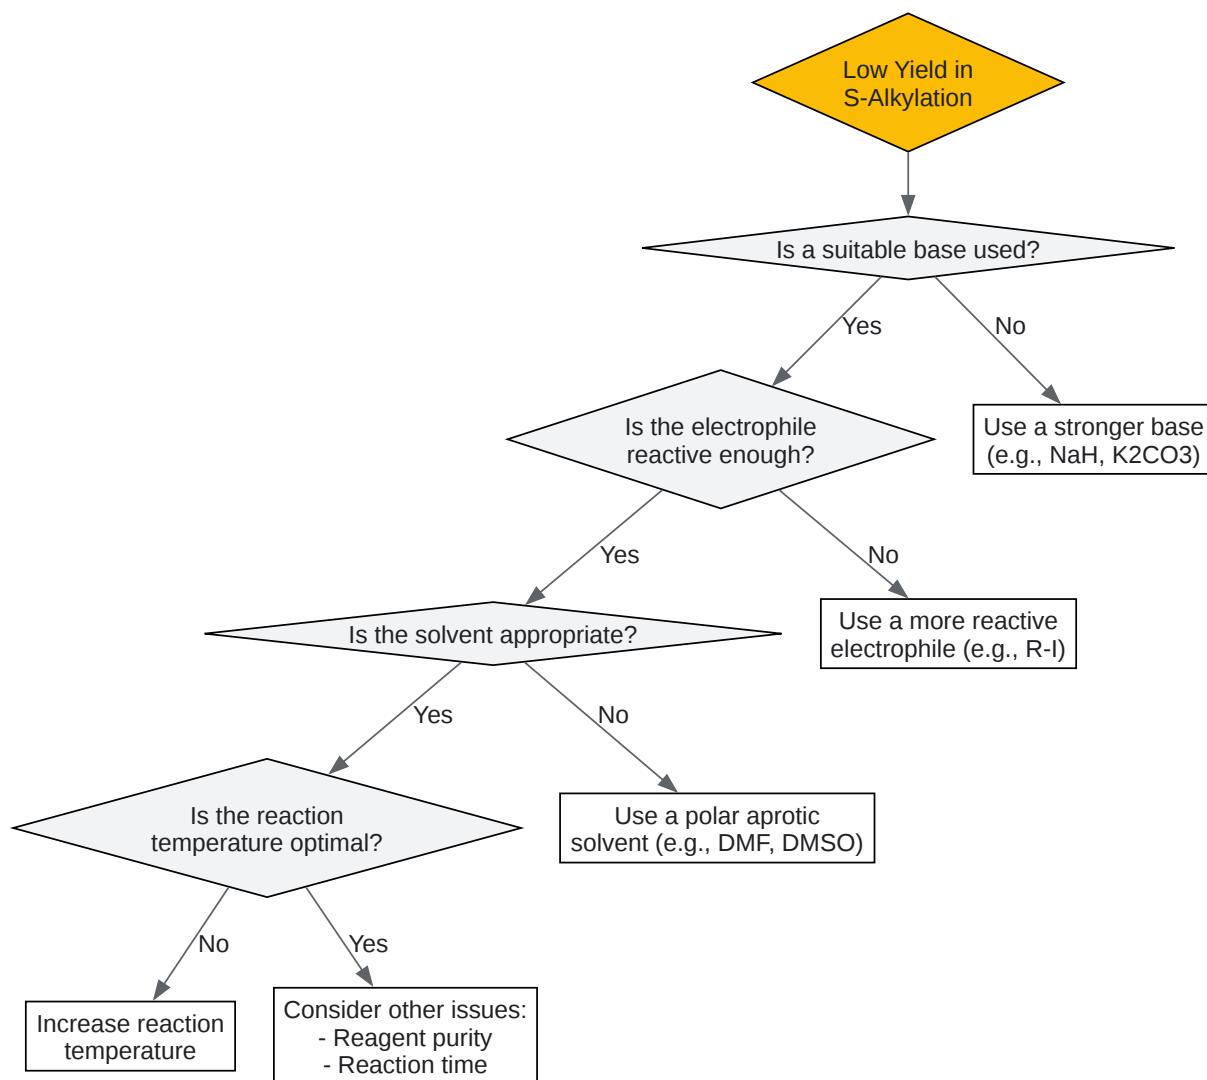 Low Yield in
S-Alkylation
Is a suitable base used?
Yes
No
Is the electrophile
reactive enough?
Use a stronger base
(e.g., NaH, K2CO3)
Yes
No
Is the solvent appropriate?
Use a more reactive
electrophile (e.g., R-I)
Yes
No
Is the reaction
temperature optimal?
Use a polar aprotic
solvent (e.g., DMF, DMSO)
No
Yes
Increase reaction
temperature
Consider other issues:
- Reagent purity
- Reaction time